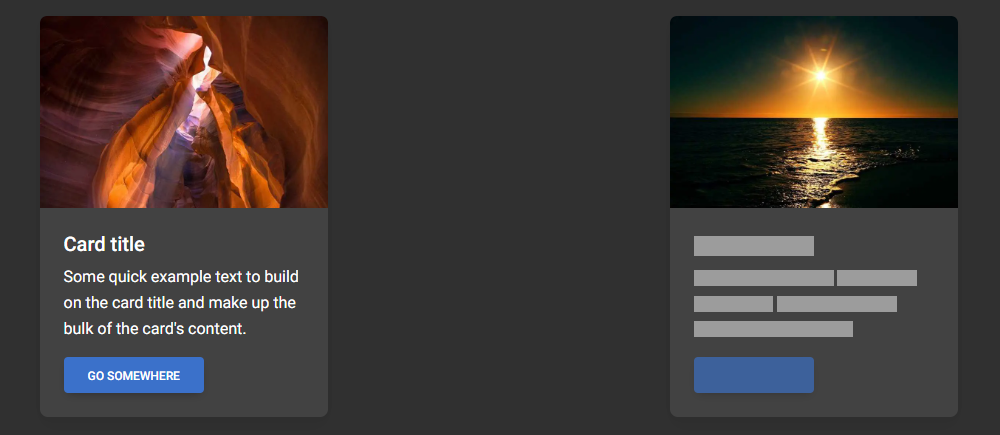 Card title
Some quick example text to build
on the card title and make up the
bulk of the card's content.
GO SOMEWHERE